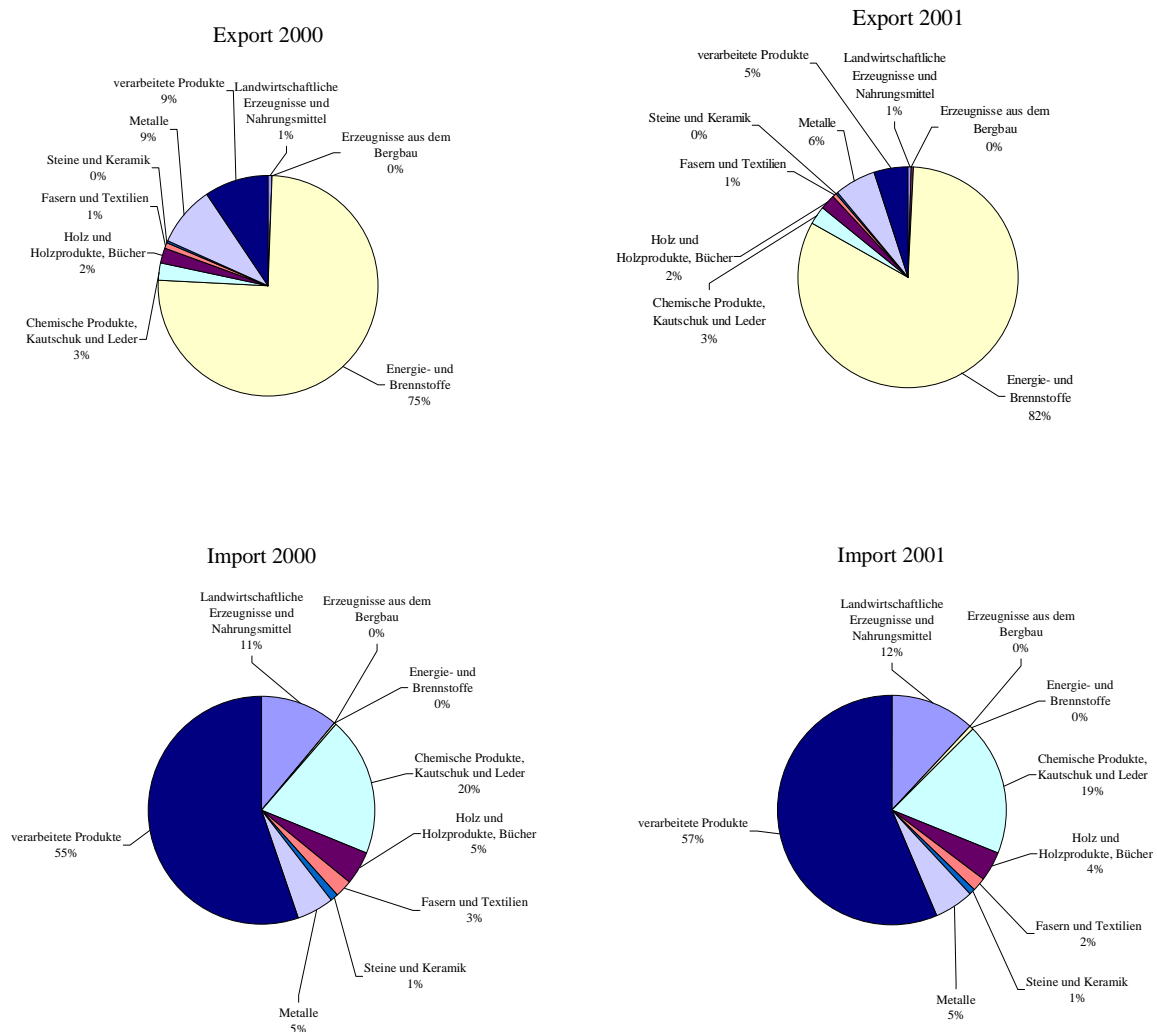 Export 2000
verarbeitete Produkte
9%
Landwirtschaftliche
Erzeugnisse und
Nahrungsmittel
1%
Erzeugnisse aus dem
Bergbau
0%
Metalle
9%
Steine und Keramik
0%
Fasern und Textilien
1%
Holz und
Holzprodukte, Bücher
2%
Chemische Produkte,
Kautschuk und Leder
3%
Energie- und
Brennstoffe
75%
Export 2001
verarbeitete Produkte
5%
Landwirtschaftliche
Erzeugnisse und
Nahrungsmittel
1%
Erzeugnisse aus dem
Bergbau
0%
Steine und Keramik
0%
Metalle
6%
Fasern und Textilien
1%
Holz und
Holzprodukte, Bücher
2%
Chemische Produkte,
Kautschuk und Leder
3%
Energie- und
Brennstoffe
82%
Import 2000
Landwirtschaftliche
Erzeugnisse und
Nahrungsmittel
11%
Erzeugnisse aus dem
Bergbau
0%
Energie- und
Brennstoffe
0%
Chemische Produkte,
Kautschuk und Leder
20%
Holz und
Holzprodukte, Bücher
5%
verarbeitete Produkte
55%
Fasern und Textilien
3%
Steine und Keramik
1%
Metalle
5%
Import 2001
Landwirtschaftliche
Erzeugnisse und
Nahrungsmittel
12%
Erzeugnisse aus dem
Bergbau
0%
Energie- und
Brennstoffe
0%
Chemische Produkte,
Kautschuk und Leder
19%
verarbeitete Produkte
57%
Holz und
Holzprodukte, Bücher
4%
Fasern und Textilien
2%
Steine und Keramik
1%
Metalle
5%